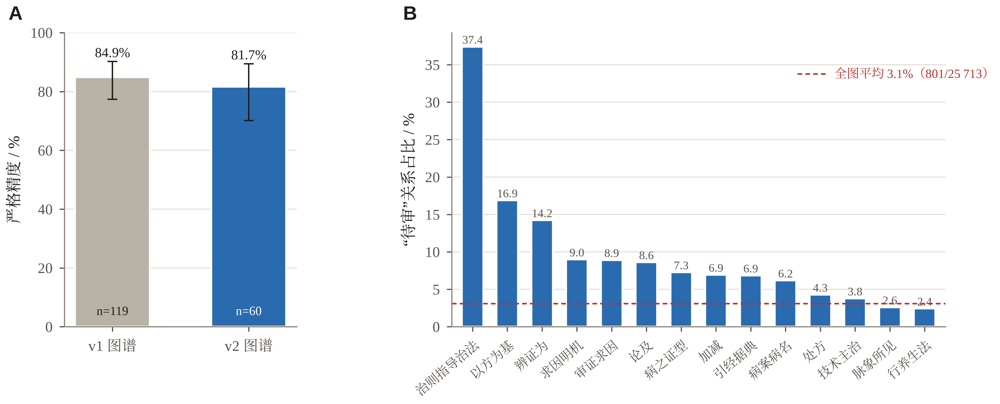 A
严格精度 / %
100
80
60
40
20
0
84.9%
81.7%
n=119
n=60
v1 图谱
v2 图谱
B
“待审”关系占比 / %
35
30
25
20
15
10
5
0
全图平均 3.1%（801/25 713）
37.4
16.9
14.2
9.0
8.9
8.6
7.3
6.9
6.9
6.2
4.3
3.8
2.6
2.4
治则指导治法
以方为基
辨证为
求因明机
审证求因
论及
病之证型
加减
引经据典
病案病名
处方
技术主治
脉象所见
行养生法